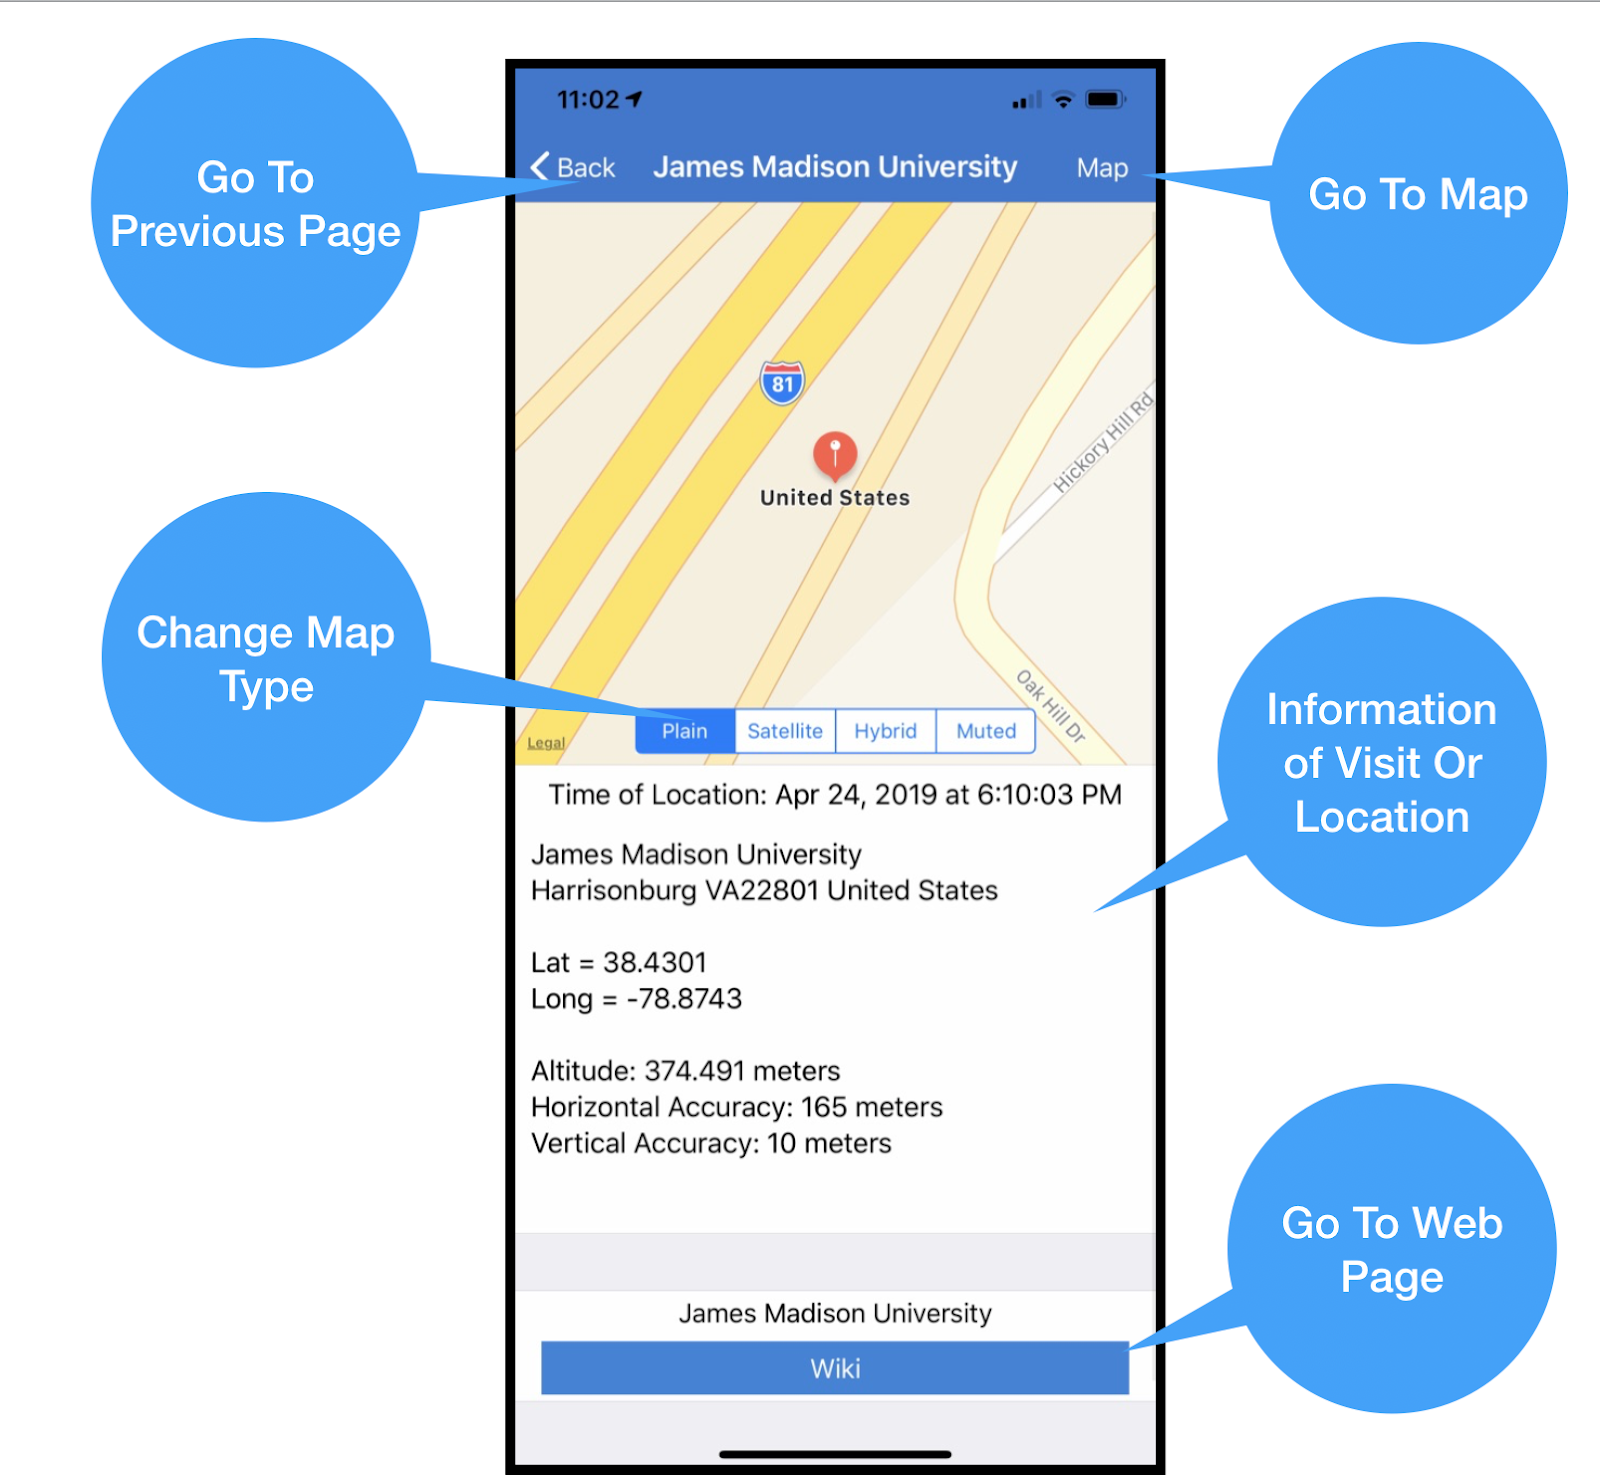 11:02
Back
James Madison University
Map
Go To
Previous Page
Go To Map
81
Hickory Hill Rd
United States
Change Map
Type
Oak Hill Dr
Legal
Plain
Satellite
Hybrid
Muted
Information
of Visit Or
Location
Time of Location: Apr 24, 2019 at 6:10:03 PM
James Madison University
Harrisonburg VA22801 United States
Lat = 38.4301
Long = -78.8743
Altitude: 374.491 meters
Horizontal Accuracy: 165 meters
Vertical Accuracy: 10 meters
Go To Web
Page
James Madison University
Wiki